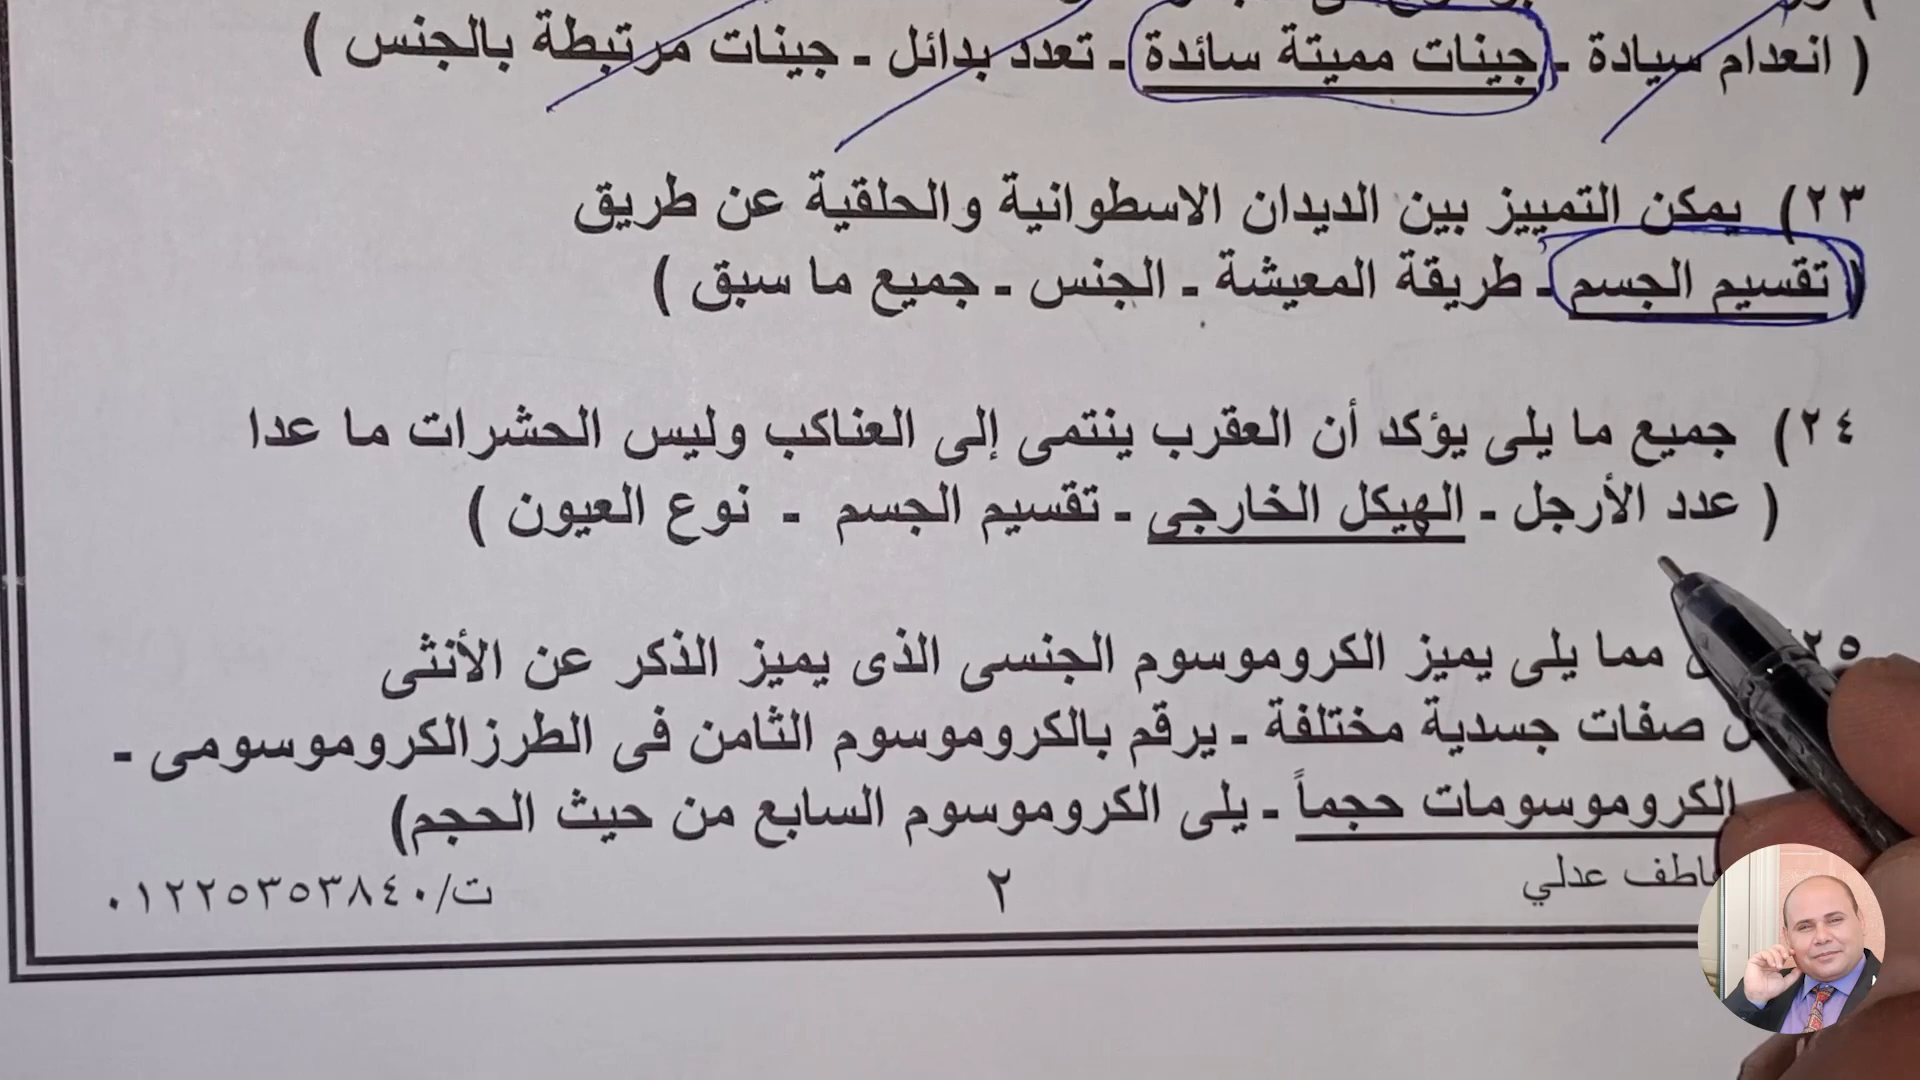 ( انعدام سيادة - جينات مميتة سائدة - تعدد بدائل - جينات مرتبطة بالجنس )
٢٣) يمكن التمييز بين الديدان الاسطوانية والحلقية عن طريق
( تقسيم الجسم - طريقة المعيشة - الجنس - جميع ما سبق )
٢٤) جميع ما يلى يؤكد أن العقرب ينتمى إلى العناكب وليس الحشرات ما عدا
( عدد الأرجل - الهيكل الخارجى - تقسيم الجسم - نوع العيون )
٢٥ مما يلى يميز الكروموسوم الجنسى الذى يميز الذكر عن الأنثى
صفات جسدية مختلفة - يرقم بالكروموسوم الثامن فى الطرزالكروموسومى -
الكروموسومات حجماً - يلى الكروموسوم السابع من حيث الحجم)
عدلي
٢
ت/٠١٢٢٥٣٥٣٨٤٠